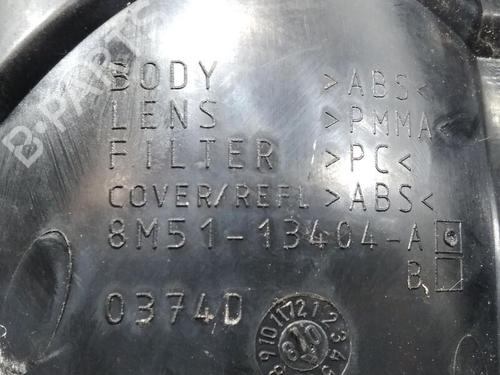 B-PARTS
BODY >ABS<
LENS >PMMA<
FILTER >PC<
COVER/REFL >ABS<
8M51-13404-A
B
0374D